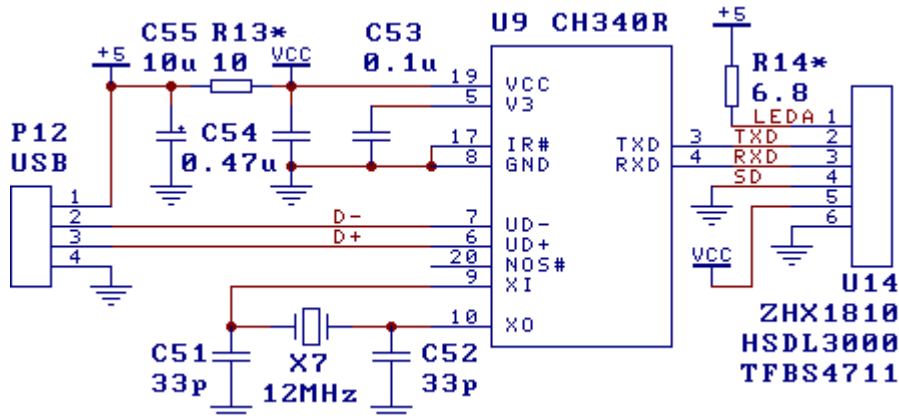 U9 CH340R
C55 R13* C53
+5 10u 10 VCC 0.1u
+5
R14*
6.8
19 VCC
5 V3
P12
USB
C54
0.47u
17 IR#
8 GND
TXD 3
RXD 4
LEDA 1
TXD 2
RXD 3
SD 4
5
6
1
2 D- 7 UD-
3 D+ 6 UD+
4 20 NOS#
9 XI
VCC
10 XO
C51
33p
X7
12MHz
C52
33p
U14
ZHX1810
HSDL3000
TFBS4711